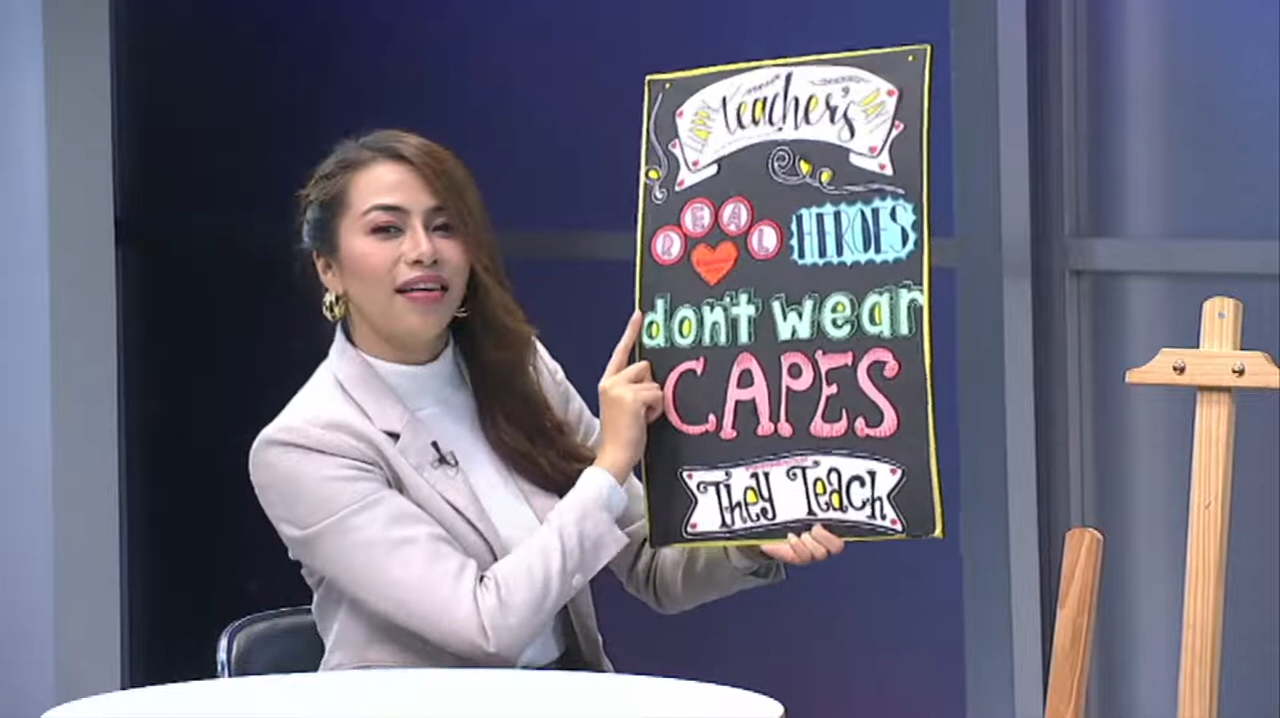 HAPPY teacher's DAY!
REAL HEROES
don't wear
CAPES
They Teach